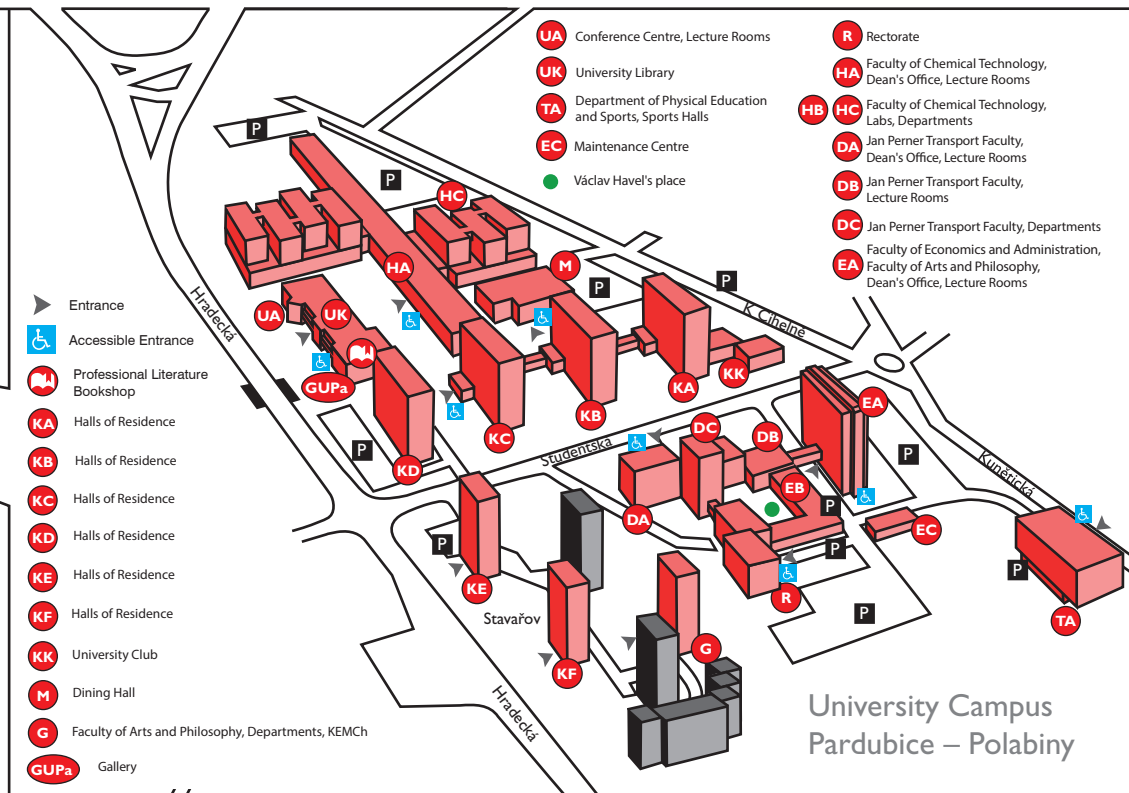 UA Conference Centre, Lecture Rooms
UK University Library
TA Department of Physical Education
and Sports, Sports Halls
EC Maintenance Centre
Václav Havel's place
R Rectorate
HA Faculty of Chemical Technology,
Dean's Office, Lecture Rooms
HB HC Faculty of Chemical Technology,
Labs, Departments
DA Jan Perner Transport Faculty,
Dean's Office, Lecture Rooms
DB Jan Perner Transport Faculty,
Lecture Rooms
DC Jan Perner Transport Faculty, Departments
EA Faculty of Economics and Administration,
Faculty of Arts and Philosophy,
Dean's Office, Lecture Rooms
Entrance
Accessible Entrance
Professional Literature
Bookshop
KA Halls of Residence
KB Halls of Residence
KC Halls of Residence
KD Halls of Residence
KE Halls of Residence
KF Halls of Residence
KK University Club
M Dining Hall
G Faculty of Arts and Philosophy, Departments, KEMCh
GUPa Gallery
P
P
HC
HA
M
P
P
K Cihelně
Hradecká
UA
UK
GUPa
KA
KK
KB
KC
KD
P
Studentská
EA
DC
DB
P
Kunětická
EB
P
DA
EC
P
P
KE
R
P
P
TA
Stavařov
G
KF
Hradecká
University Campus
Pardubice – Polabiny